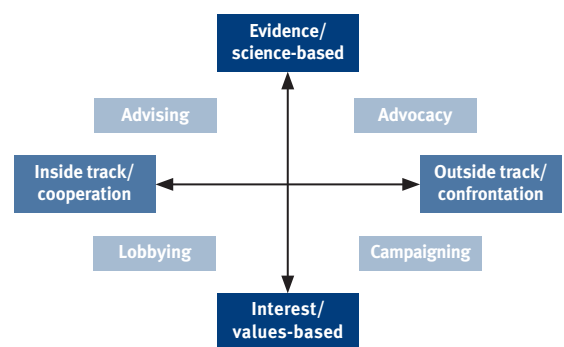 Evidence/
science-based
Advising
Advocacy
Inside track/
cooperation
Outside track/
confrontation
Lobbying
Campaigning
Interest/
values-based